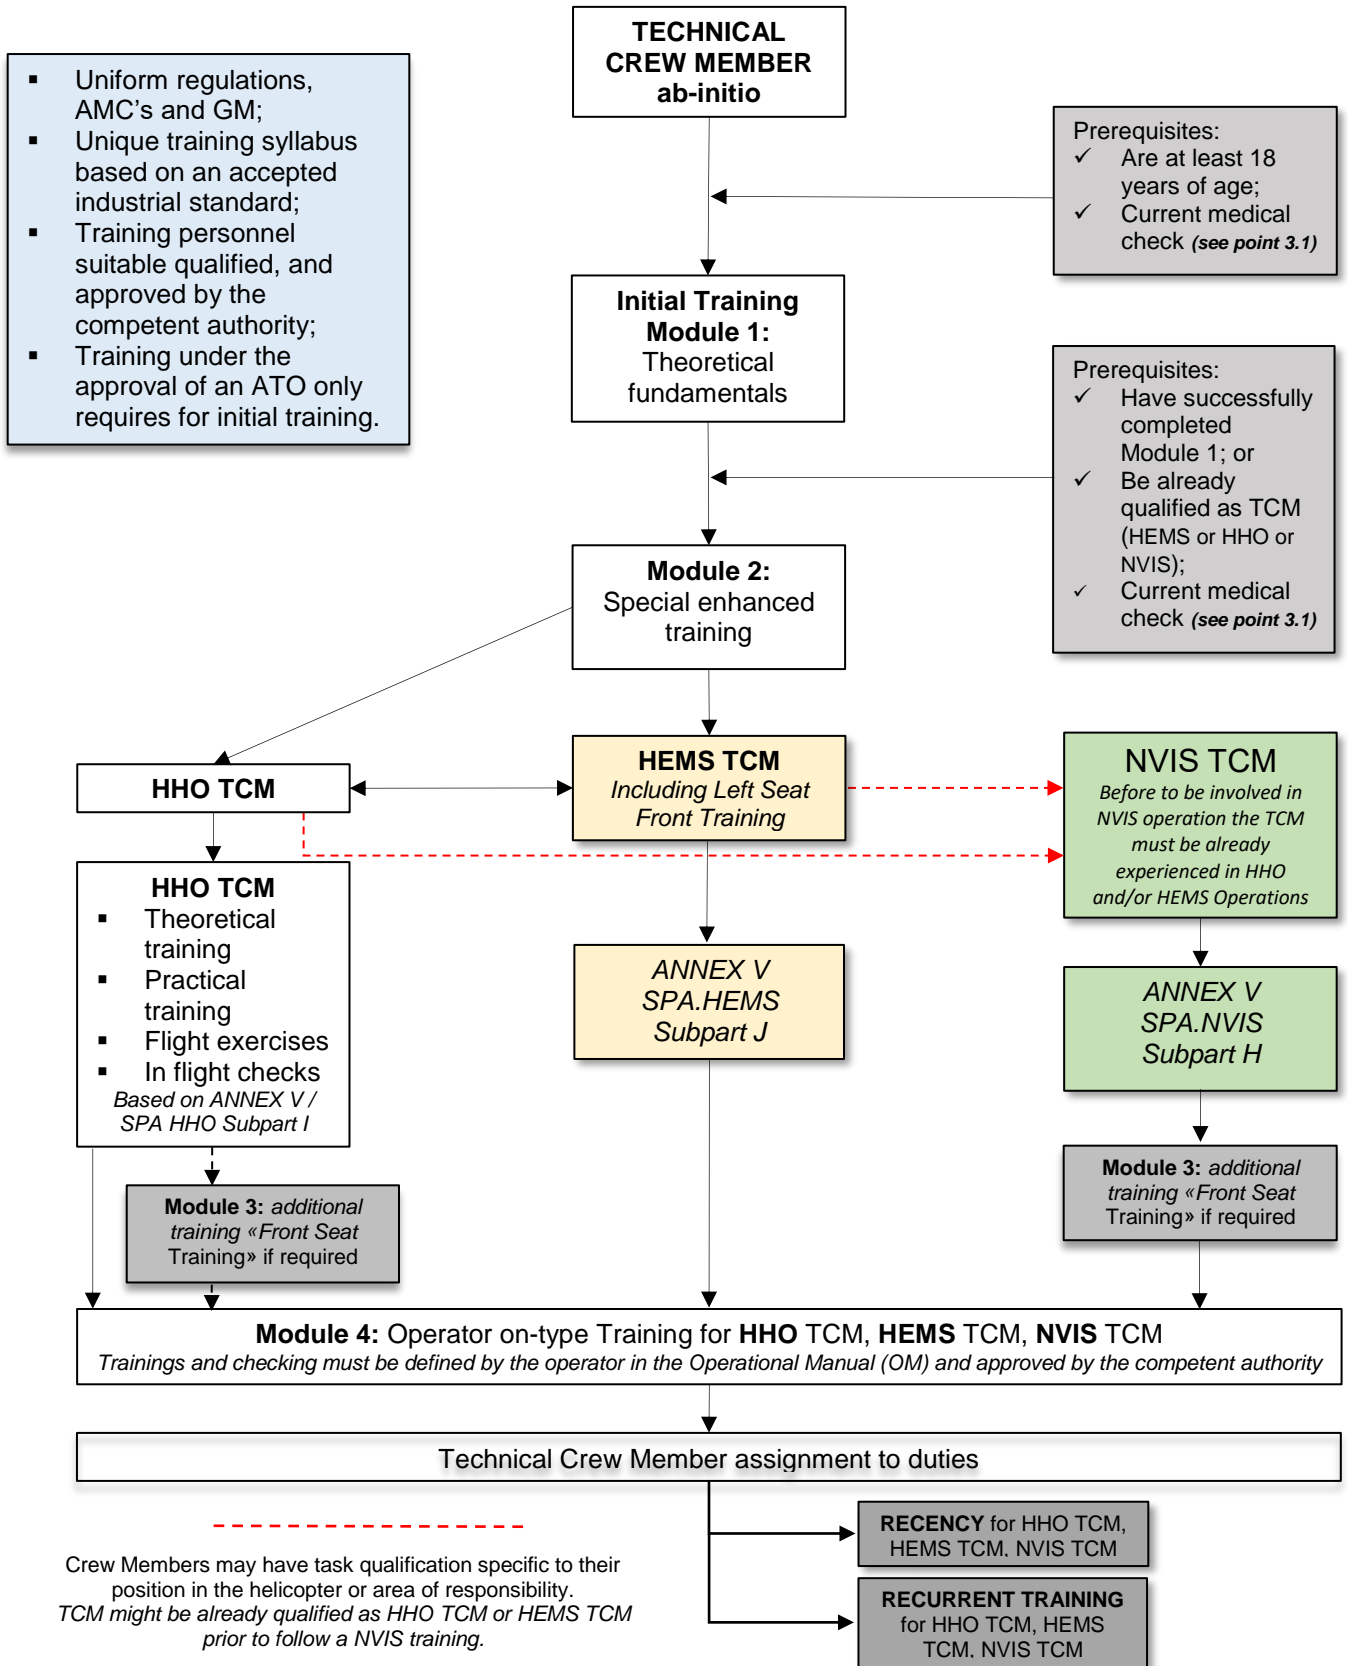 TECHNICAL
CREW MEMBER
ab-initio
▪ Uniform regulations,
AMC's and GM;
▪ Unique training syllabus
based on an accepted
industrial standard;
▪ Training personnel
suitable qualified, and
approved by the
competent authority;
▪ Training under the
approval of an ATO only
requires for initial training.
Prerequisites:
✓ Are at least 18
years of age;
✓ Current medical
check (see point 3.1)
Initial Training
Module 1:
Theoretical
fundamentals
Prerequisites:
✓ Have successfully
completed
Module 1; or
✓ Be already
qualified as TCM
(HEMS or HHO or
NVIS);
✓ Current medical
check (see point 3.1)
Module 2:
Special enhanced
training
HHO TCM
HEMS TCM
Including Left Seat
Front Training
NVIS TCM
Before to be involved in
NVIS operation the TCM
must be already
experienced in HHO
and/or HEMS Operations
HHO TCM
▪ Theoretical
training
▪ Practical
training
▪ Flight exercises
▪ In flight checks
Based on ANNEX V /
SPA HHO Subpart I
ANNEX V
SPA.HEMS
Subpart J
ANNEX V
SPA.NVIS
Subpart H
Module 3: additional
training «Front Seat
Training» if required
Module 3: additional
training «Front Seat
Training» if required
Module 4: Operator on-type Training for HHO TCM, HEMS TCM, NVIS TCM
Trainings and checking must be defined by the operator in the Operational Manual (OM) and approved by the competent authority
Technical Crew Member assignment to duties
RECENCY for HHO TCM,
HEMS TCM, NVIS TCM
Crew Members may have task qualification specific to their
position in the helicopter or area of responsibility.
TCM might be already qualified as HHO TCM or HEMS TCM
prior to follow a NVIS training.
RECURRENT TRAINING
for HHO TCM, HEMS
TCM, NVIS TCM